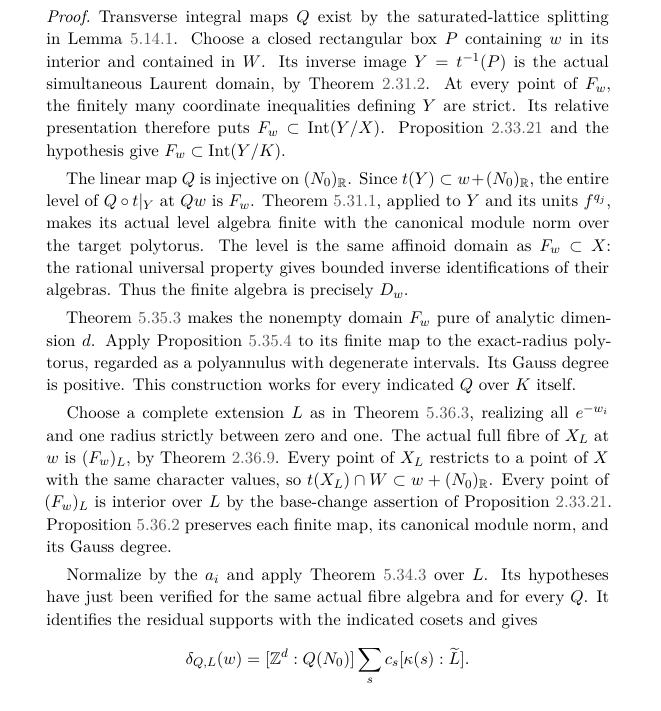 Proof. Transverse integral maps Q exist by the saturated-lattice splitting
in Lemma 5.14.1. Choose a closed rectangular box P containing w in its
interior and contained in W. Its inverse image Y = t⁻¹(P) is the actual
simultaneous Laurent domain, by Theorem 2.31.2. At every point of F_w,
the finitely many coordinate inequalities defining Y are strict. Its relative
presentation therefore puts F_w ⊂ Int(Y/X). Proposition 2.33.21 and the
hypothesis give F_w ⊂ Int(Y/K).
The linear map Q is injective on (N₀)_ℝ. Since t(Y) ⊂ w+(N₀)_ℝ, the entire
level of Q ∘ t|_Y at Qw is F_w. Theorem 5.31.1, applied to Y and its units f^{q_j},
makes its actual level algebra finite with the canonical module norm over
the target polytorus. The level is the same affinoid domain as F_w ⊂ X:
the rational universal property gives bounded inverse identifications of their
algebras. Thus the finite algebra is precisely D_w.
Theorem 5.35.3 makes the nonempty domain F_w pure of analytic dimen-
sion d. Apply Proposition 5.35.4 to its finite map to the exact-radius poly-
torus, regarded as a polyannulus with degenerate intervals. Its Gauss degree
is positive. This construction works for every indicated Q over K itself.
Choose a complete extension L as in Theorem 5.36.3, realizing all e^{−w_i}
and one radius strictly between zero and one. The actual full fibre of X_L at
w is (F_w)_L, by Theorem 2.36.9. Every point of X_L restricts to a point of X
with the same character values, so t(X_L) ∩ W ⊂ w + (N₀)_ℝ. Every point of
(F_w)_L is interior over L by the base-change assertion of Proposition 2.33.21.
Proposition 5.36.2 preserves each finite map, its canonical module norm, and
its Gauss degree.
Normalize by the a_i and apply Theorem 5.34.3 over L. Its hypotheses
have just been verified for the same actual fibre algebra and for every Q. It
identifies the residual supports with the indicated cosets and gives
δ_{Q,L}(w) = [ℤ^d : Q(N₀)] ∑_s c_s[κ(s) : L̃].